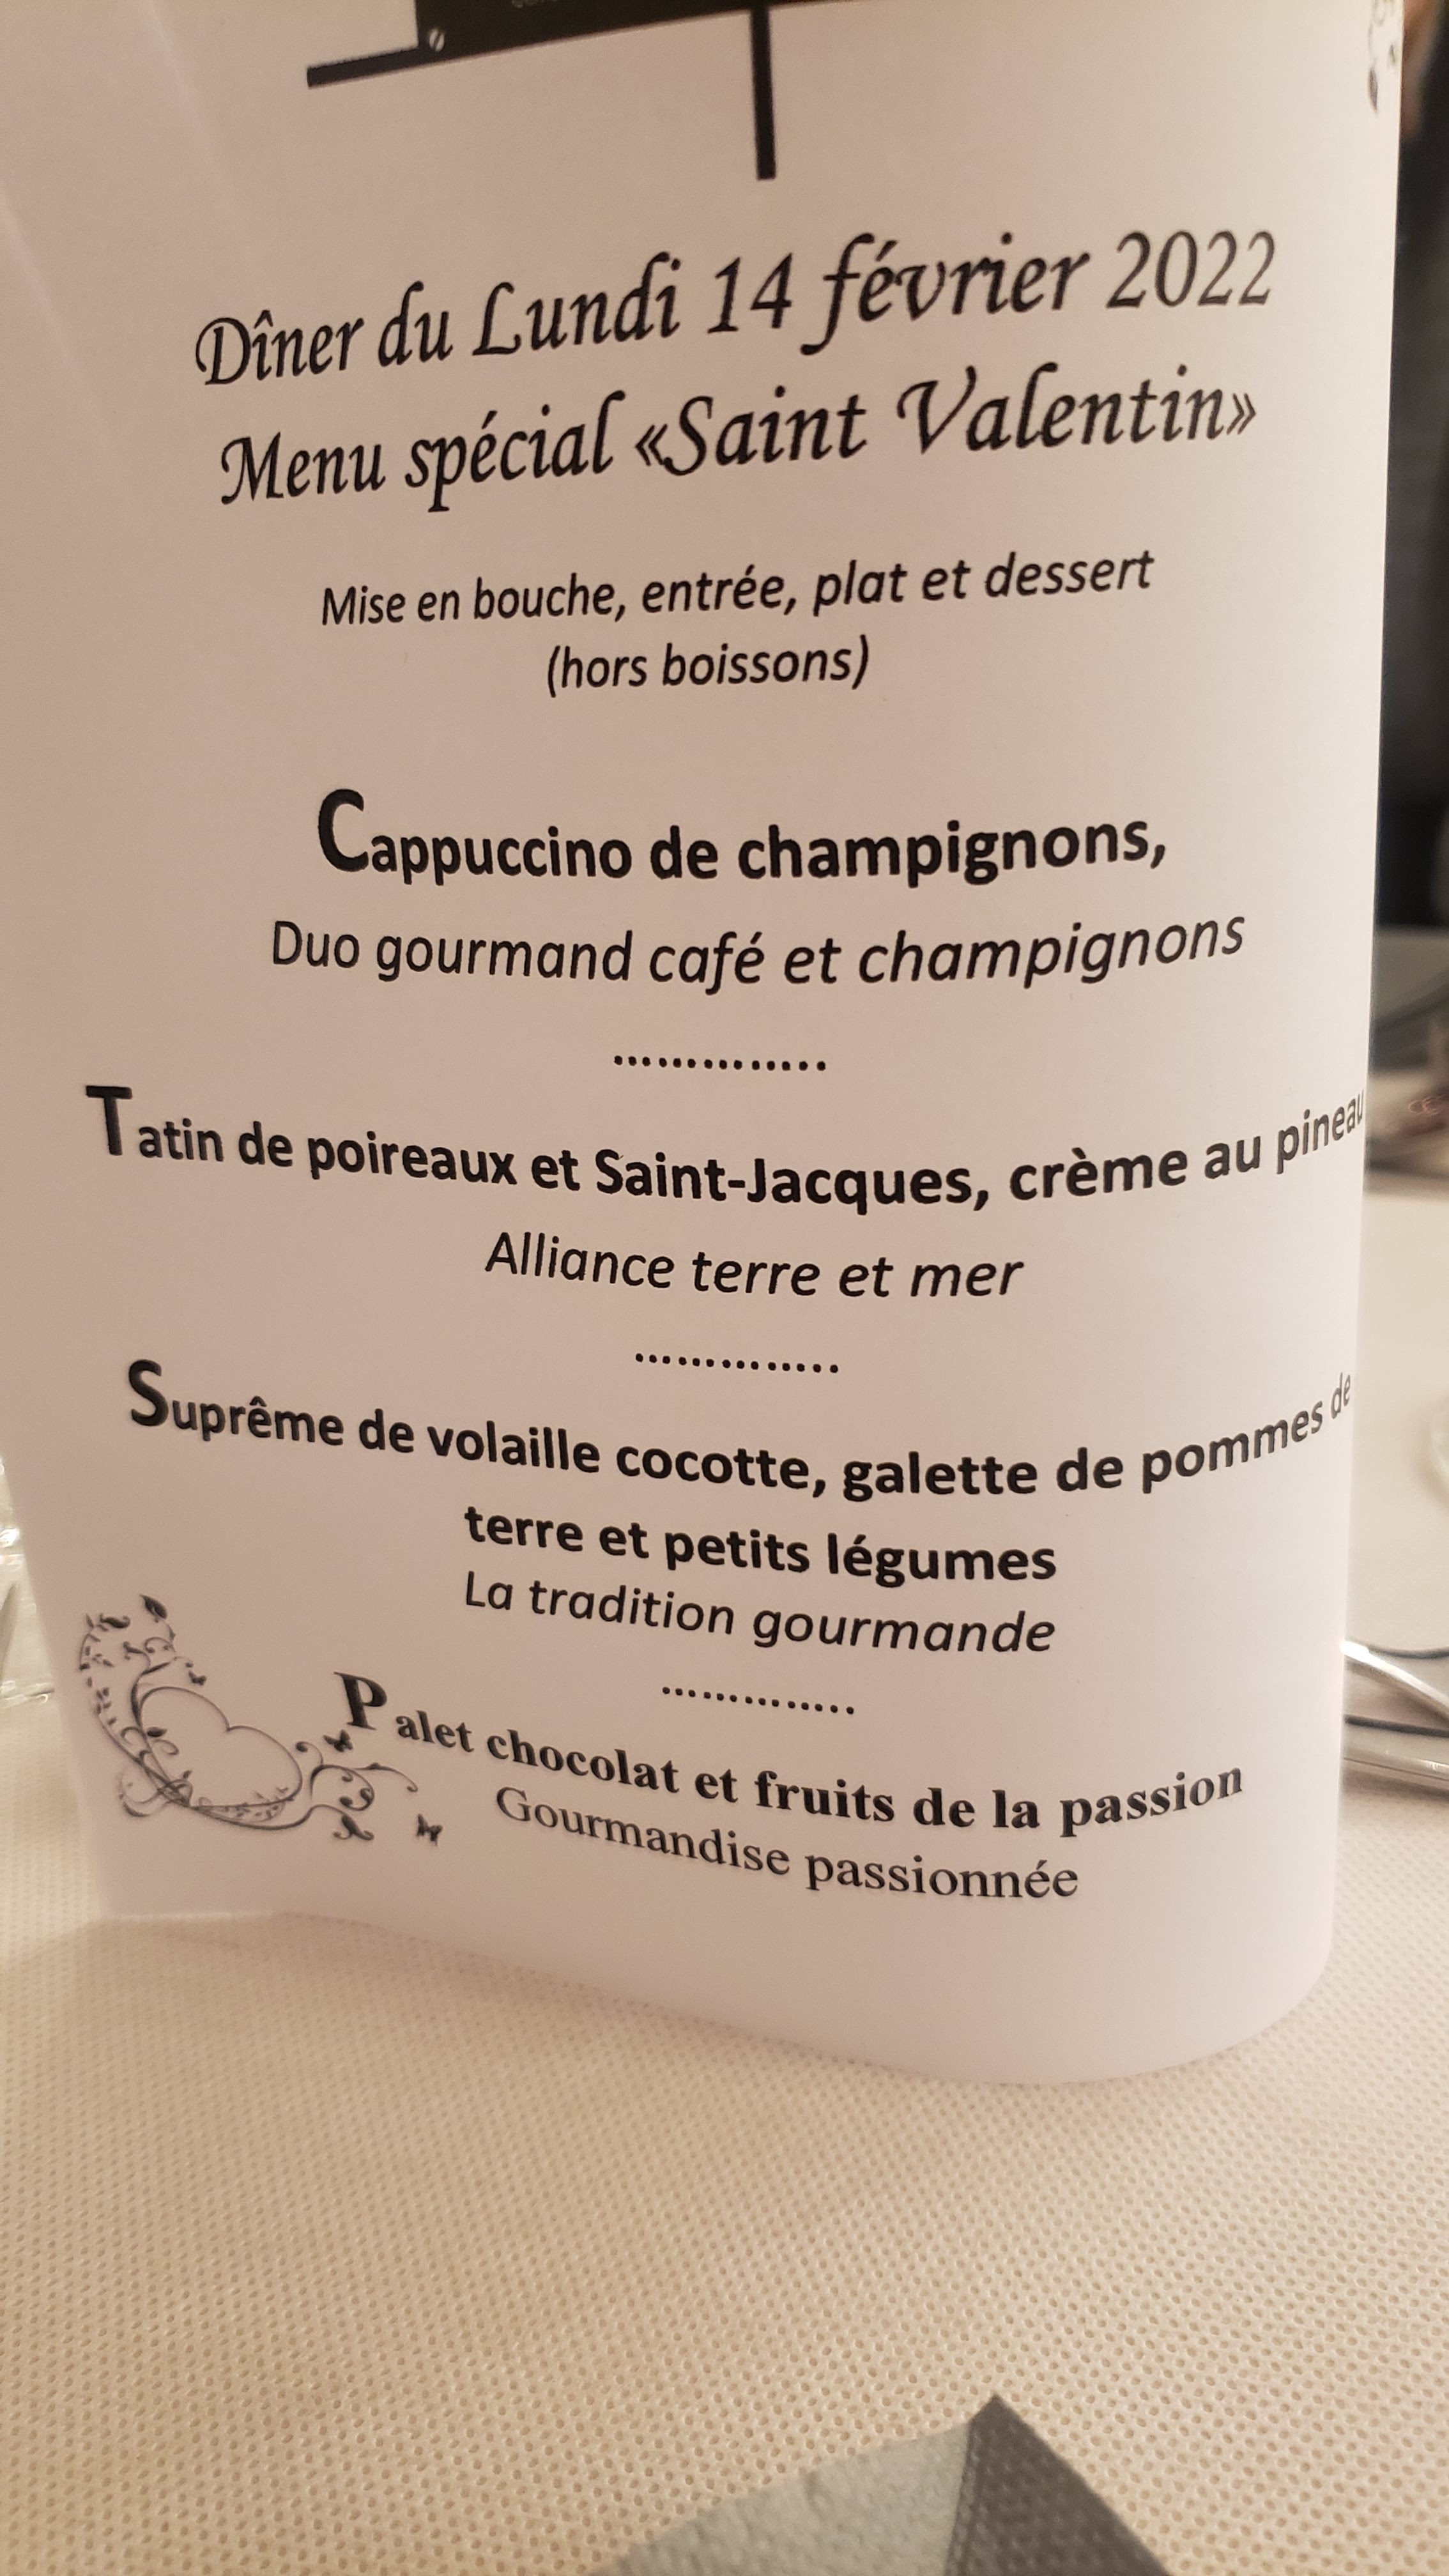 Dîner du Lundi 14 février 2022
Menu spécial «Saint Valentin»
Mise en bouche, entrée, plat et dessert
(hors boissons)
Cappuccino de champignons,
Duo gourmand café et champignons
..............
Tatin de poireaux et Saint-Jacques, crème au pineau
Alliance terre et mer
..............
Suprême de volaille cocotte, galette de pommes de
terre et petits légumes
La tradition gourmande
..............
Palet chocolat et fruits de la passion
Gourmandise passionnée